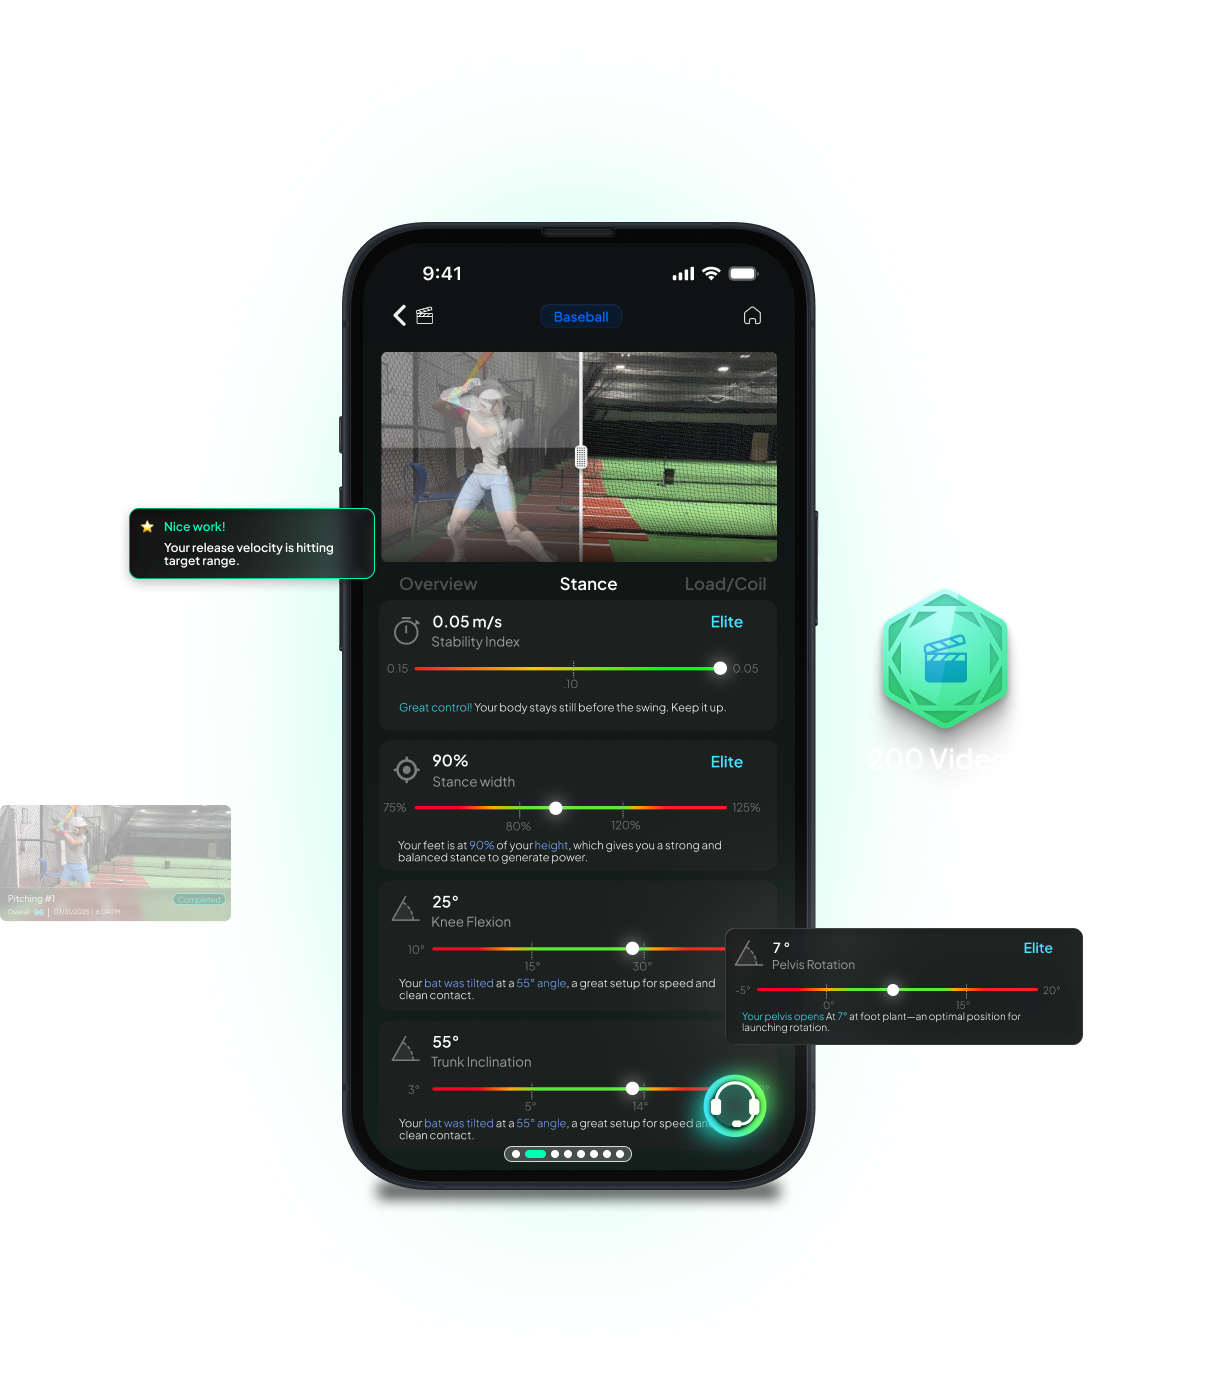 9:41
Baseball
Nice work!
Your release velocity is hitting
target range.
Overview Stance Load/Coil
0.05 m/s Elite
Stability Index
0.15 0.05
.10
Great control! Your body stays still before the swing. Keep it up.
200 Video
90% Elite
Stance width
75% 125%
80% 120%
Your feet is at 90% of your height, which gives you a strong and
balanced stance to generate power.
Pitching #1 Completed
Overall 96 | 07/31/2025 | 6:04PM
25°
Knee Flexion
10°
15° 30°
Your bat was tilted at a 55° angle, a great setup for speed and
clean contact.
7° Elite
Pelvis Rotation
-5° 20°
0° 15°
Your pelvis opens At 7° at foot plant—an optimal position for
launching rotation.
55°
Trunk Inclination
3°
5° 14°
Your bat was tilted at a 55° angle, a great setup for speed and
clean contact.